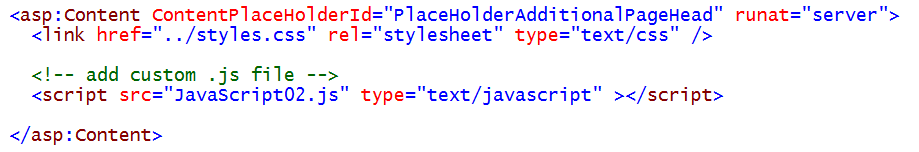 <asp:Content ContentPlaceHolderId="PlaceHolderAdditionalPageHead" runat="server">
<link href="../styles.css" rel="stylesheet" type="text/css" />
<!-- add custom .js file -->
<script src="JavaScript02.js" type="text/javascript" ></script>
</asp:Content>